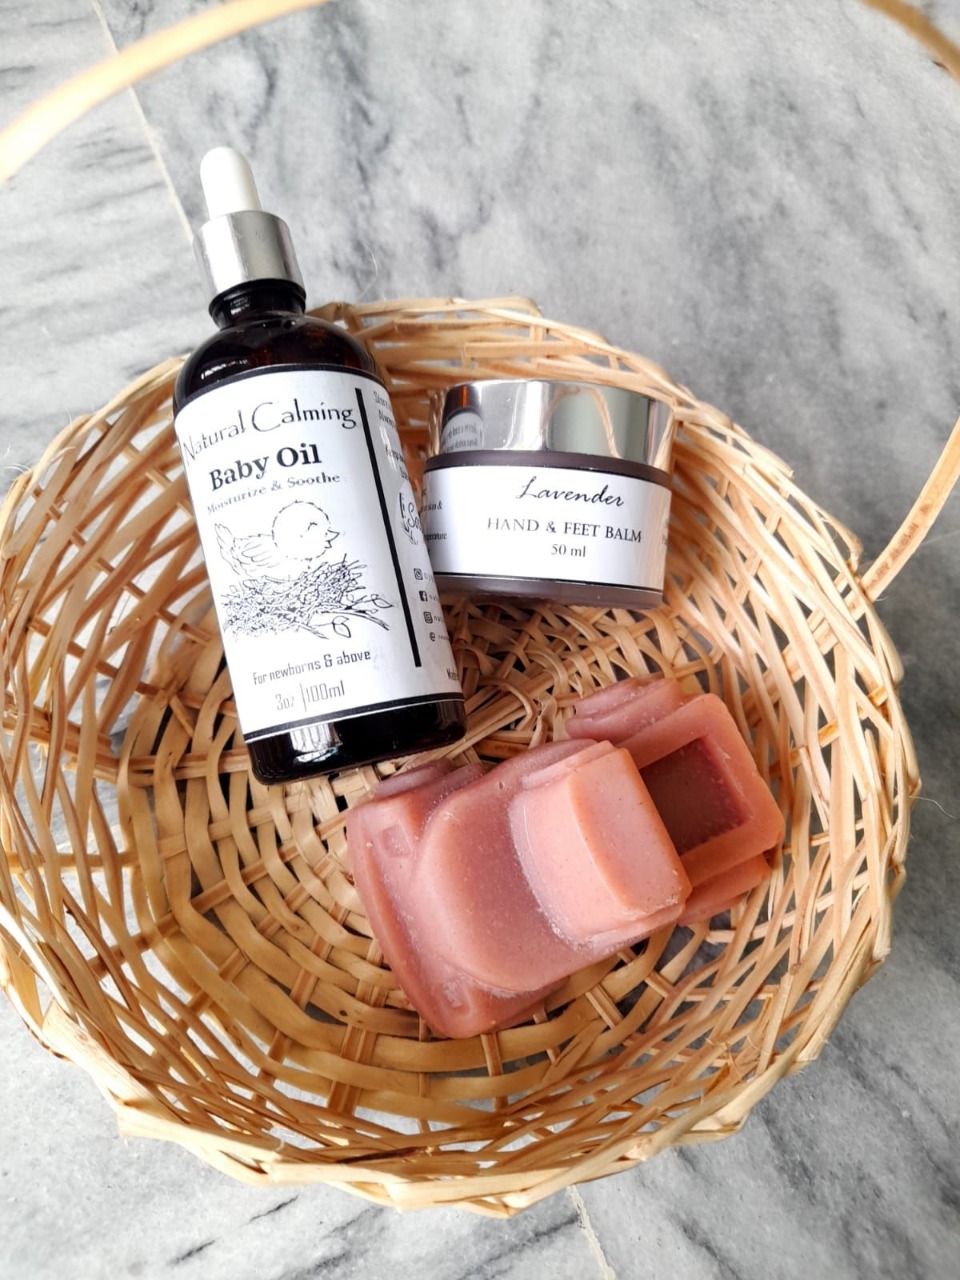 Natural Calming
Baby Oil
Moisturize & Soothe
For newborns & above
3oz | 100ml
Lavender
HAND & FEET BALM
50 ml